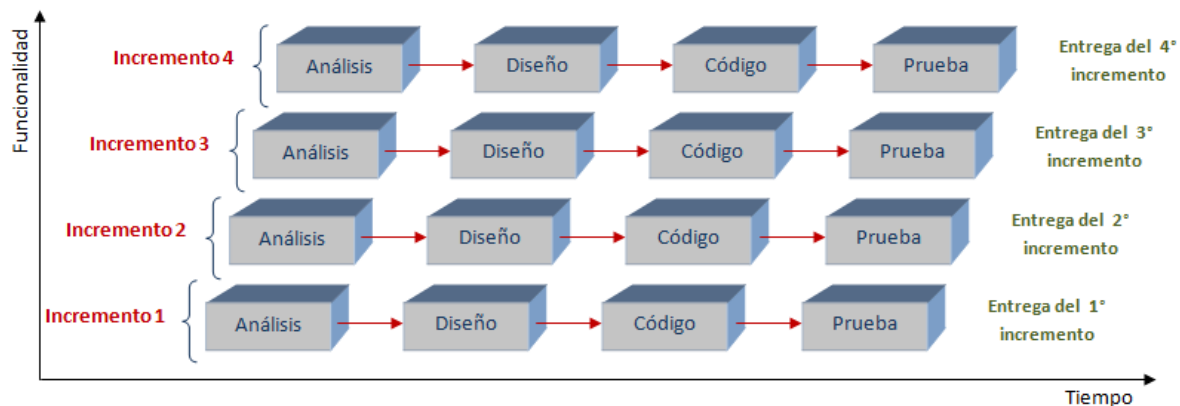 Funcionalidad
Incremento 4
Análisis
Diseño
Código
Prueba
Entrega del 4°
incremento
Incremento 3
Análisis
Diseño
Código
Prueba
Entrega del 3°
incremento
Incremento 2
Análisis
Diseño
Código
Prueba
Entrega del 2°
incremento
Incremento 1
Análisis
Diseño
Código
Prueba
Entrega del 1°
incremento
Tiempo